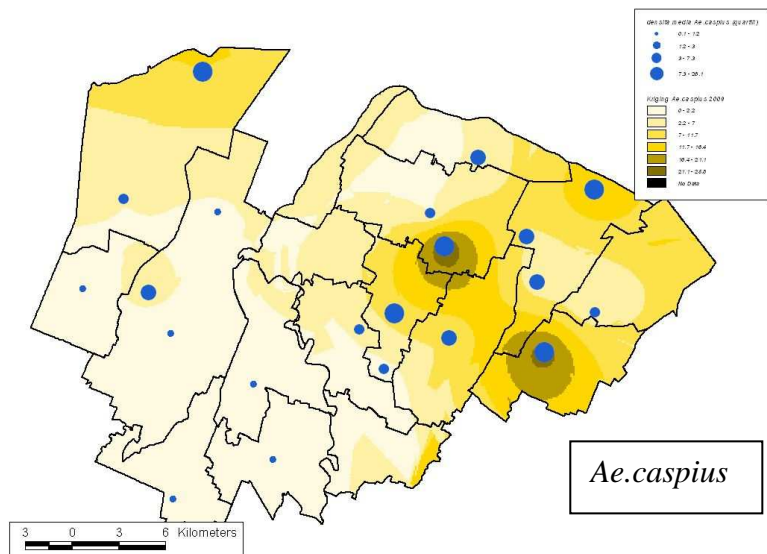 densita media Ae.caspius (quartili)
0.1 - 1.2
1.2 - 3
3 - 7.3
7.3 - 26.1
Kriging Ae.caspius 2009
0 - 2.2
2.2 - 7
7 - 11.7
11.7 - 16.4
16.4 - 21.1
21.1 - 25.8
No Data
Ae.caspius
3 0 3 6 Kilometers